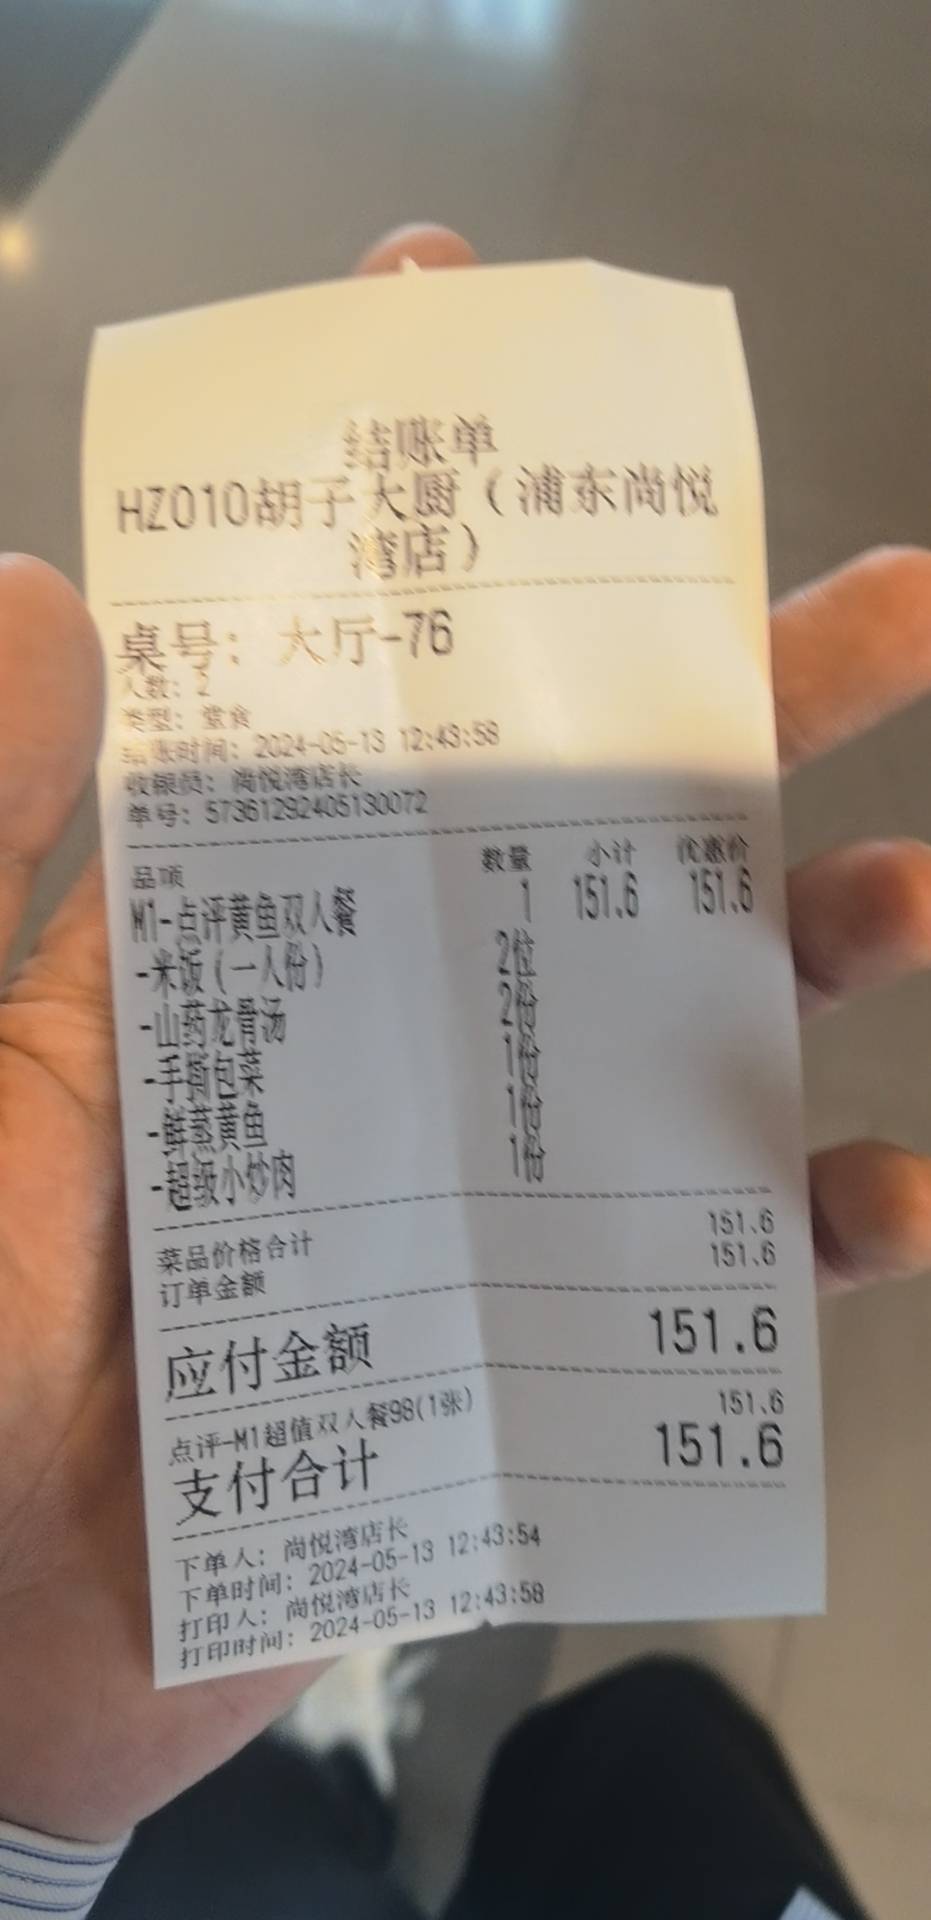 结账单
HZ010胡子大厨（浦东尚悦
湾店）
桌号：大厅-76
人数：2
类型：堂食
结账时间：2024-05-13 12:43:58
收银员：尚悦湾店长
单号：57361292405130072
品项 数量 小计 优惠价
M1-点评黄鱼双人餐 1 151.6 151.6
-米饭(一人份) 2位
-山药龙骨汤 2份
-手撕包菜 1份
-鲜蒸黄鱼 1份
-超级小炒肉 1份
菜品价格合计 151.6
订单金额 151.6
应付金额 151.6
点评-M1超值双人餐98(1张) 151.6
支付合计 151.6
下单人：尚悦湾店长
下单时间：2024-05-13 12:43:54
打印人：尚悦湾店长
打印时间：2024-05-13 12:43:58